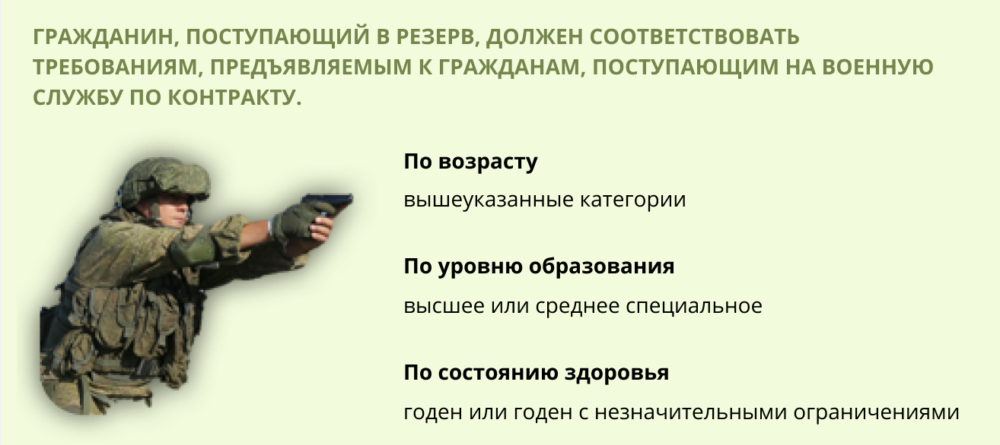 ГРАЖДАНИН, ПОСТУПАЮЩИЙ В РЕЗЕРВ, ДОЛЖЕН СООТВЕТСТВОВАТЬ
ТРЕБОВАНИЯМ, ПРЕДЪЯВЛЯЕМЫМ К ГРАЖДАНАМ, ПОСТУПАЮЩИМ НА ВОЕННУЮ
СЛУЖБУ ПО КОНТРАКТУ.
По возрасту
вышеуказанные категории
По уровню образования
высшее или среднее специальное
По состоянию здоровья
годен или годен с незначительными ограничениями